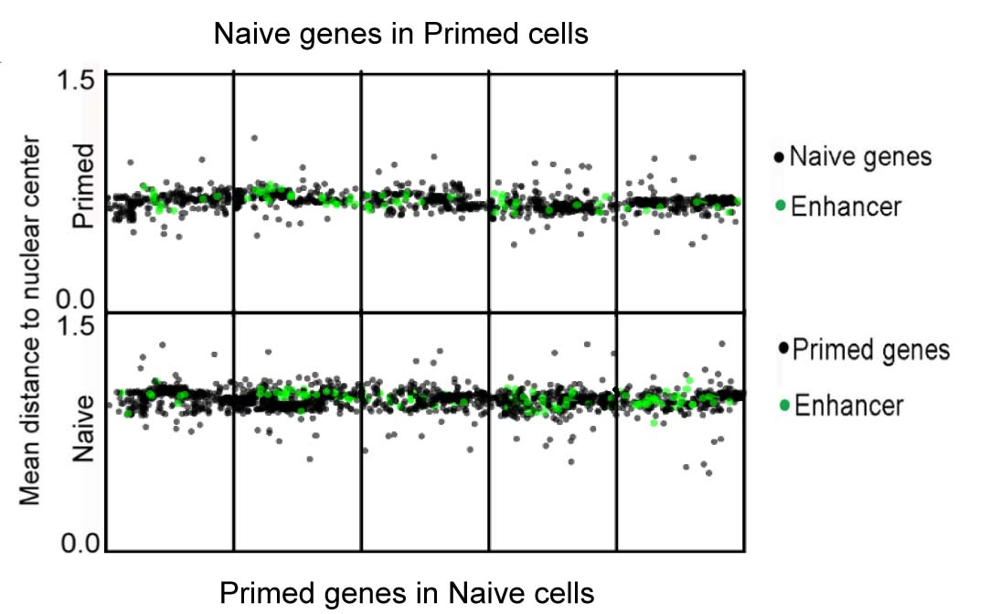 Naive genes in Primed cells
Mean distance to nuclear center
1.5
Primed
0.0
Naive genes
Enhancer
1.5
Naive
0.0
Primed genes
Enhancer
Primed genes in Naive cells